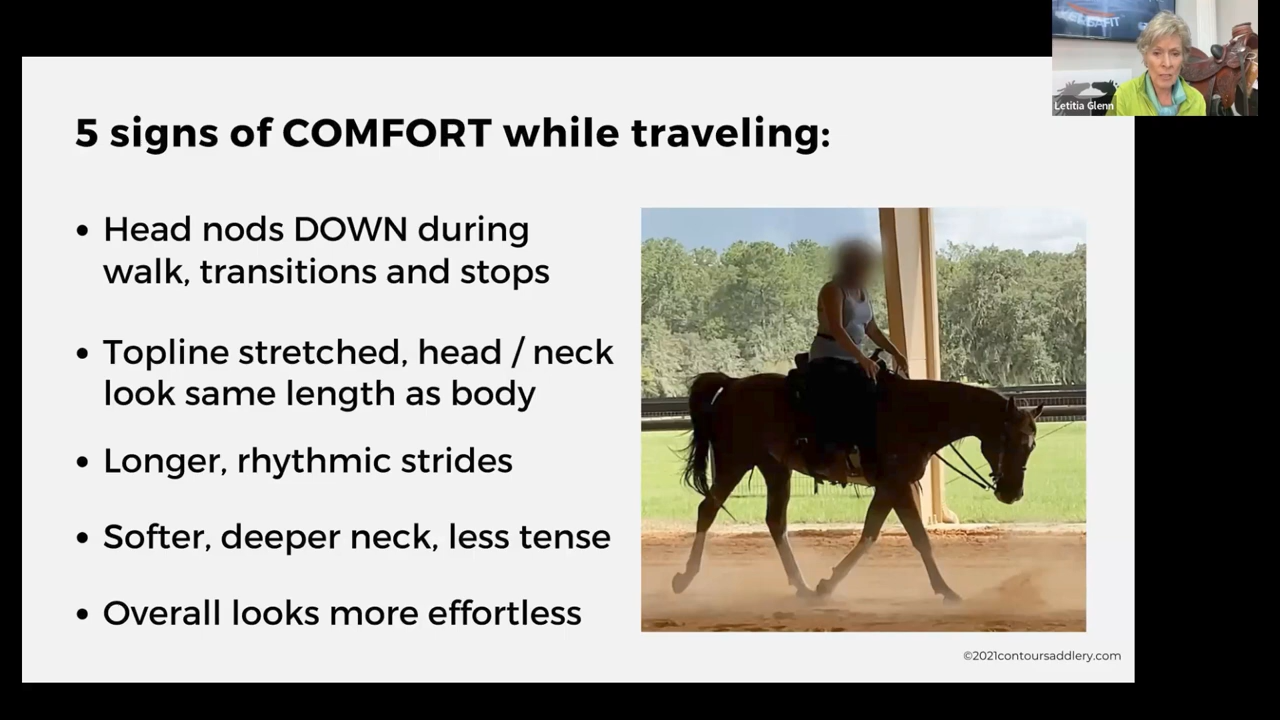 5 signs of COMFORT while traveling:
• Head nods DOWN during
walk, transitions and stops
• Topline stretched, head / neck
look same length as body
• Longer, rhythmic strides
• Softer, deeper neck, less tense
• Overall looks more effortless
©2021contoursaddlery.com
Letitia Glenn